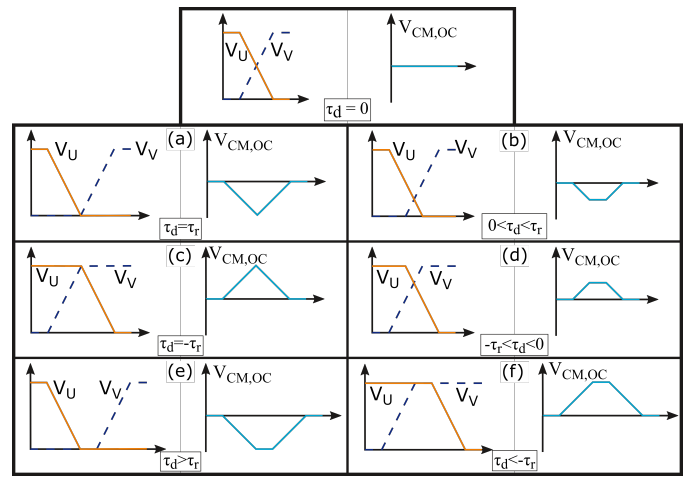 V_U V_V V_CM,OC
τ_d = 0
(a) V_U V_V V_CM,OC
τ_d=τ_r
(b) V_U V_V V_CM,OC
0<τ_d<τ_r
(c) V_U V_V V_CM,OC
τ_d=-τ_r
(d) V_U V_V V_CM,OC
-τ_r<τ_d<0
(e) V_U V_V V_CM,OC
τ_d>τ_r
(f) V_U V_V V_CM,OC
τ_d<-τ_r